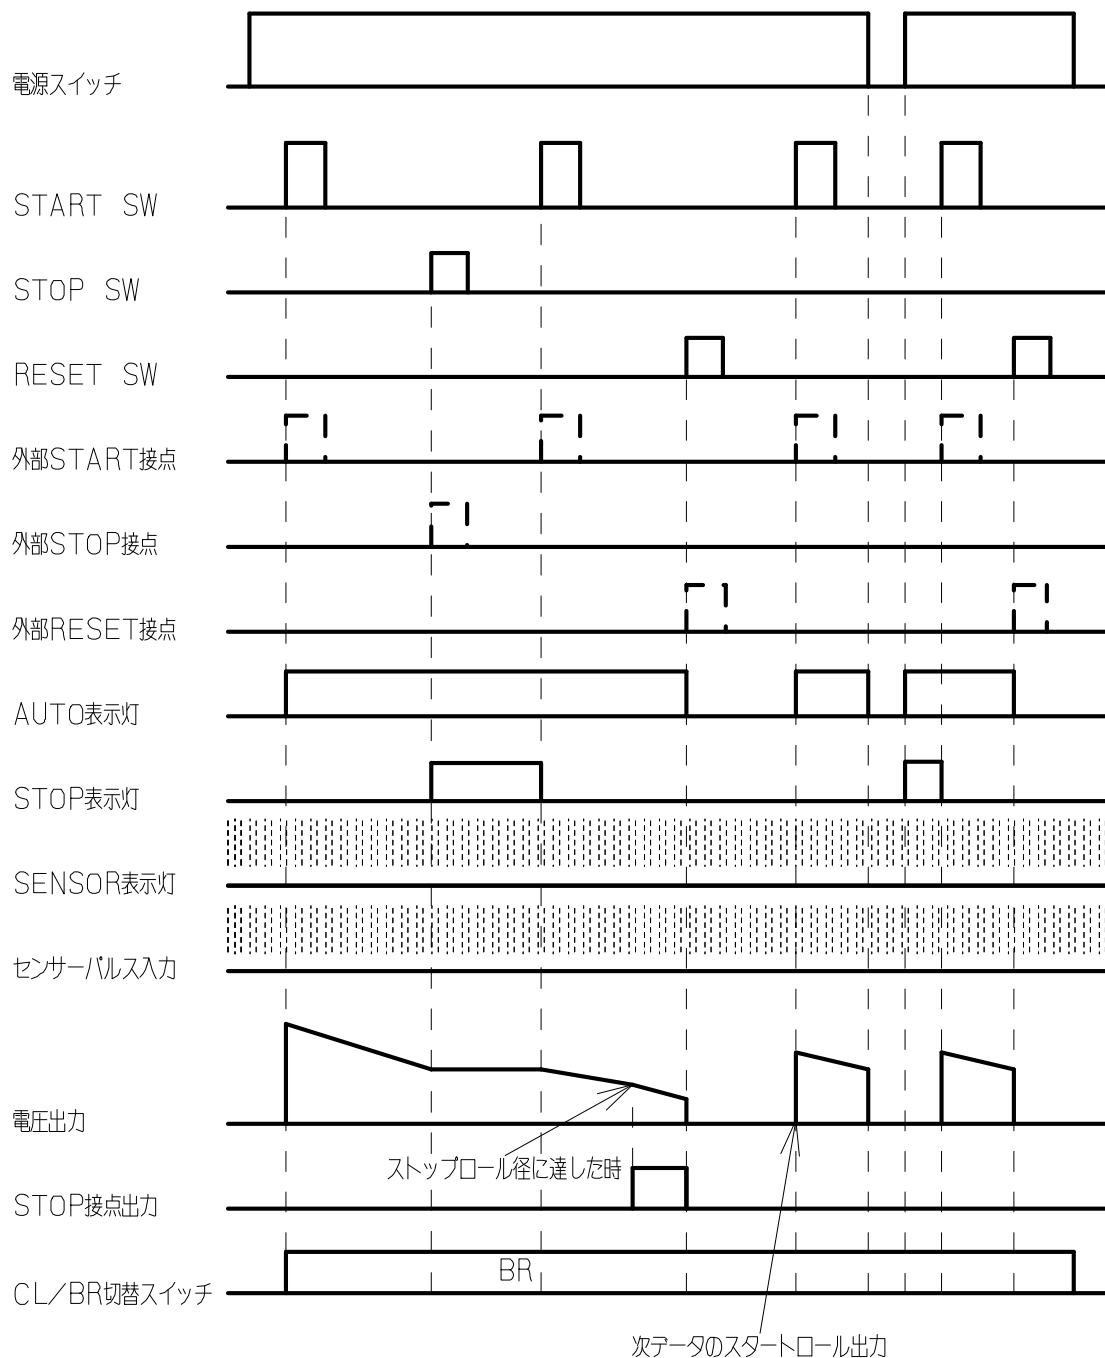 電源スイッチ
START SW
STOP SW
RESET SW
外部START接点
外部STOP接点
外部RESET接点
AUTO表示灯
STOP表示灯
SENSOR表示灯
センサーパルス入力
電圧出力
ストップロール径に達した時
STOP接点出力
BR
CL/BR切替スイッチ
次データのスタートロール出力